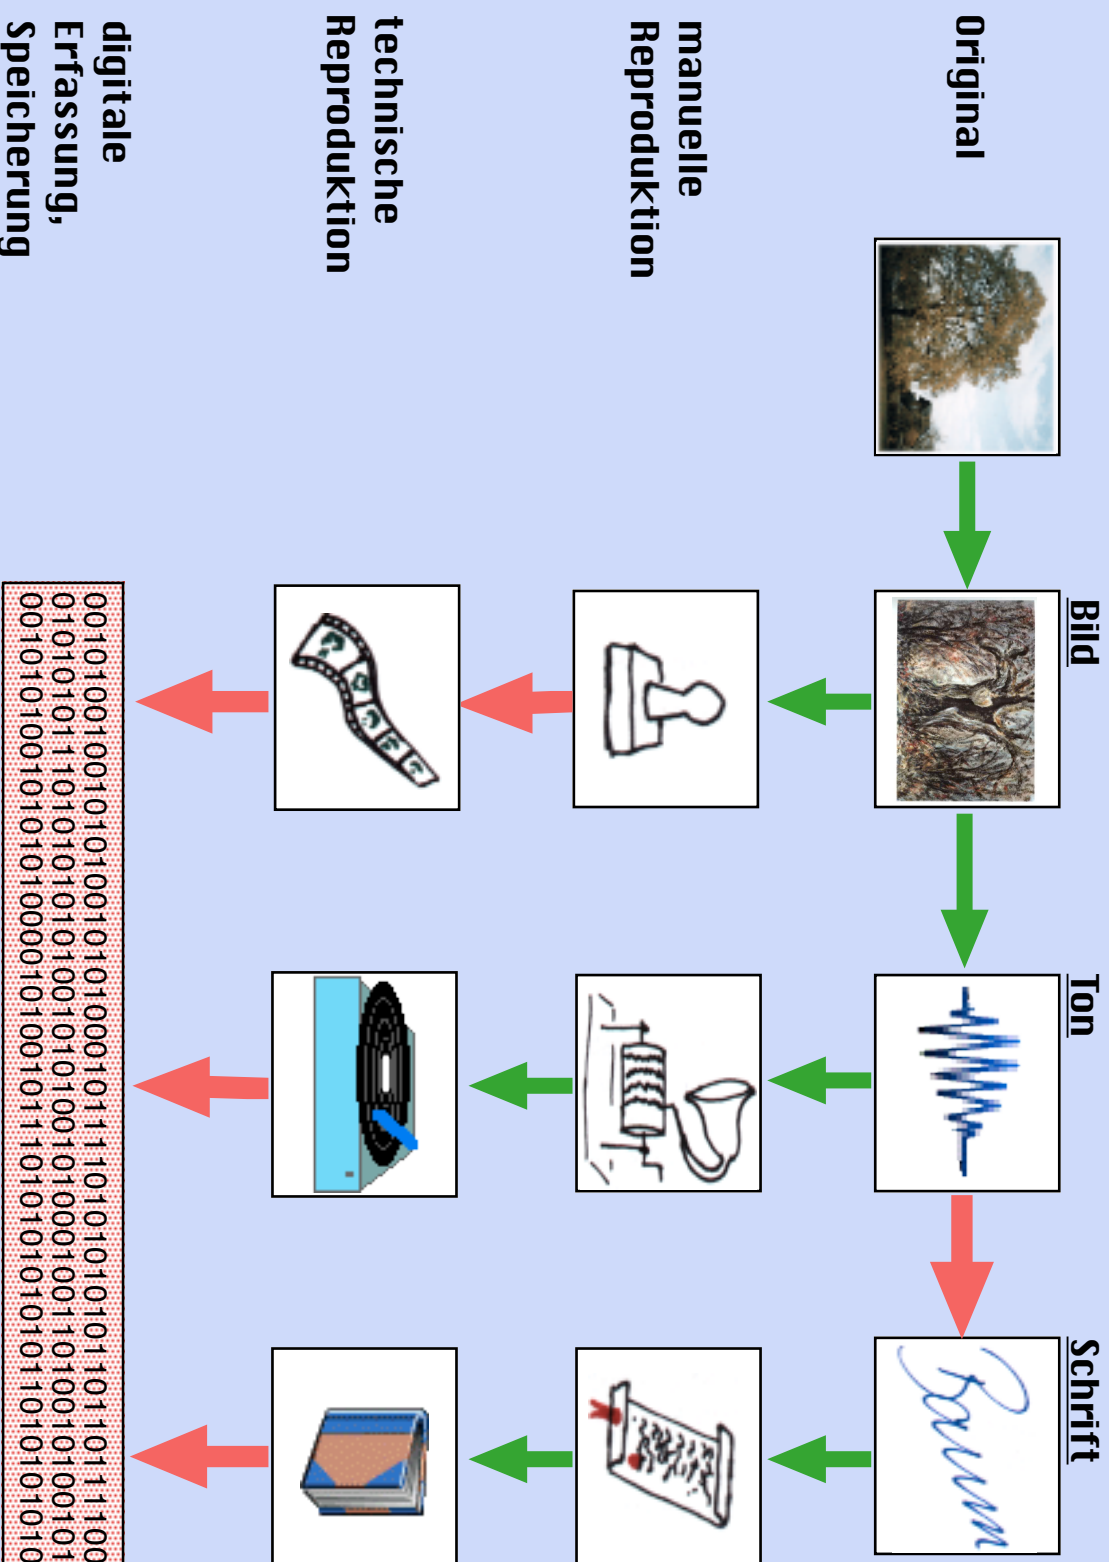 Bild Ton Schrift
Original
Baum
manuelle
Reproduktion
technische
Reproduktion
digitale
Erfassung,
Speicherung